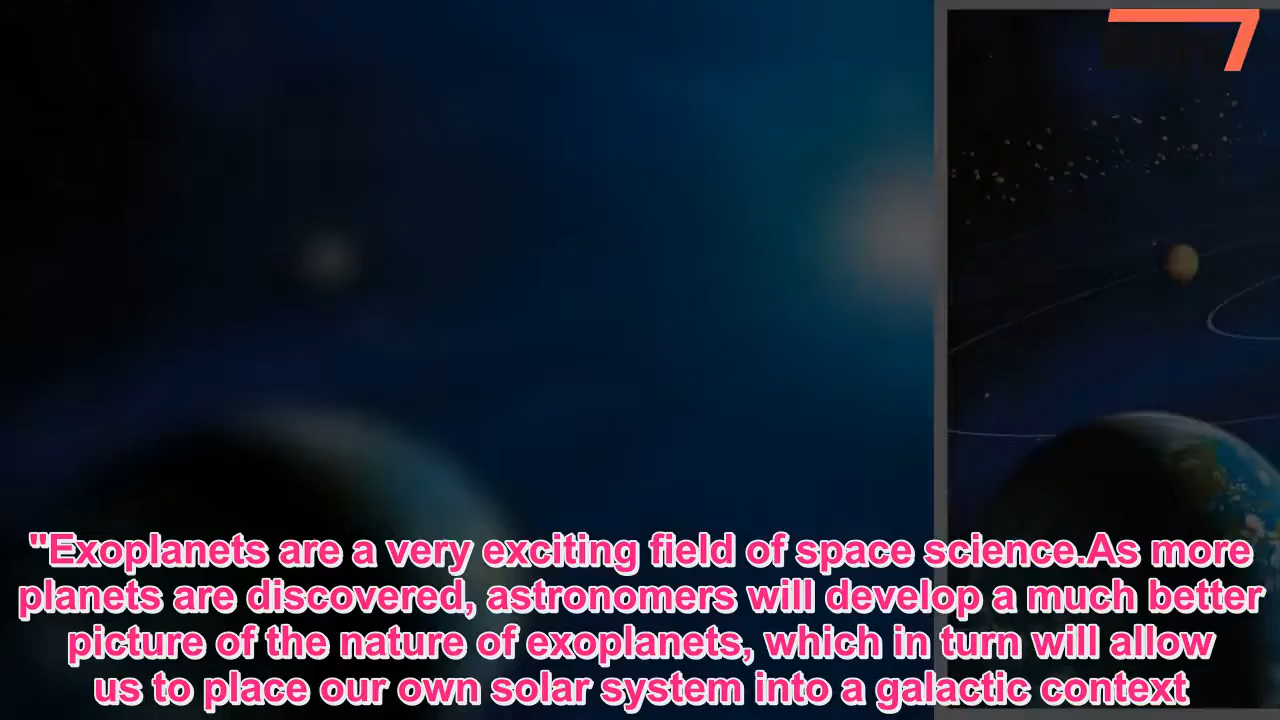 "Exoplanets are a very exciting field of space science.As more
planets are discovered, astronomers will develop a much better
picture of the nature of exoplanets, which in turn will allow
us to place our own solar system into a galactic context